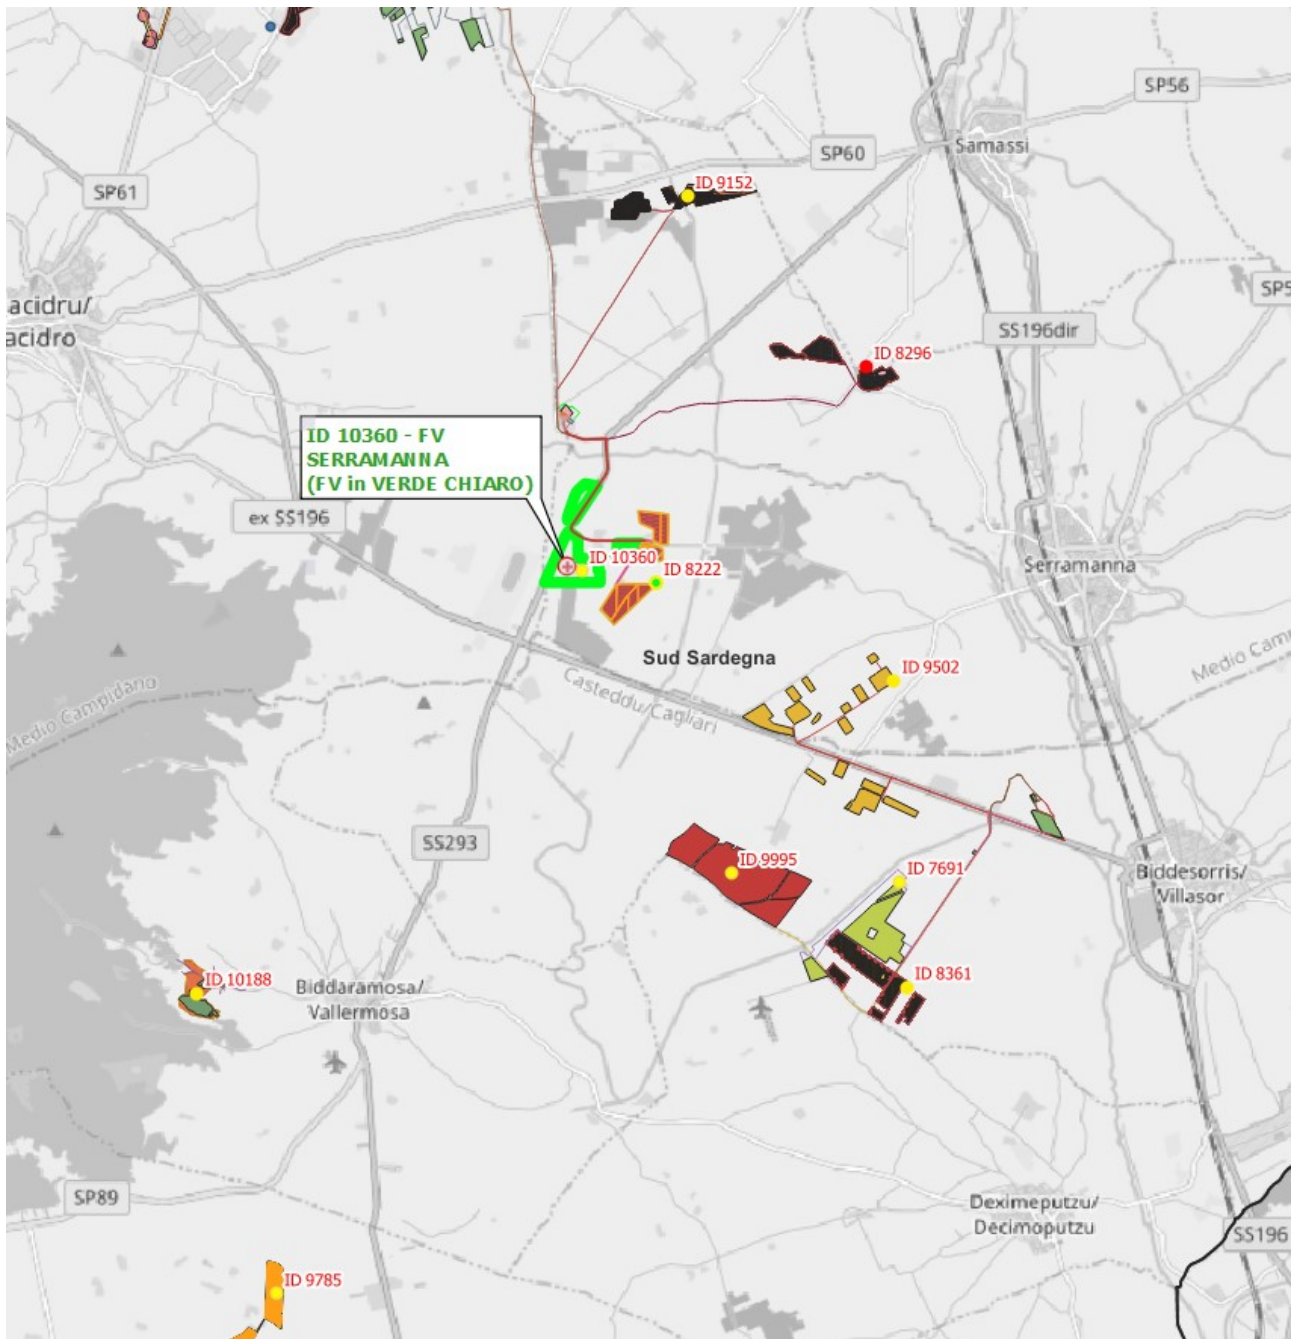 SP56
Samassi
SP60
SP61
ID 9152
SP5
acidru/
acidro
SS196dir
ID 8296
ID 10360 - FV
SERRAMANNA
(FV in VERDE CHIARO)
ex SS196
ID 10360
ID 8222
Serramanna
Sud Sardegna
ID 9502
Medio Camp
Medio Campidano
Casteddu/Cagliari
SS293
ID 9995
ID 7691
Biddesorris/
Villasor
ID 10188
Biddaramosa/
Vallermosa
ID 8361
SP89
Deximeputzu/
Decimoputzu
SS196
ID 9785